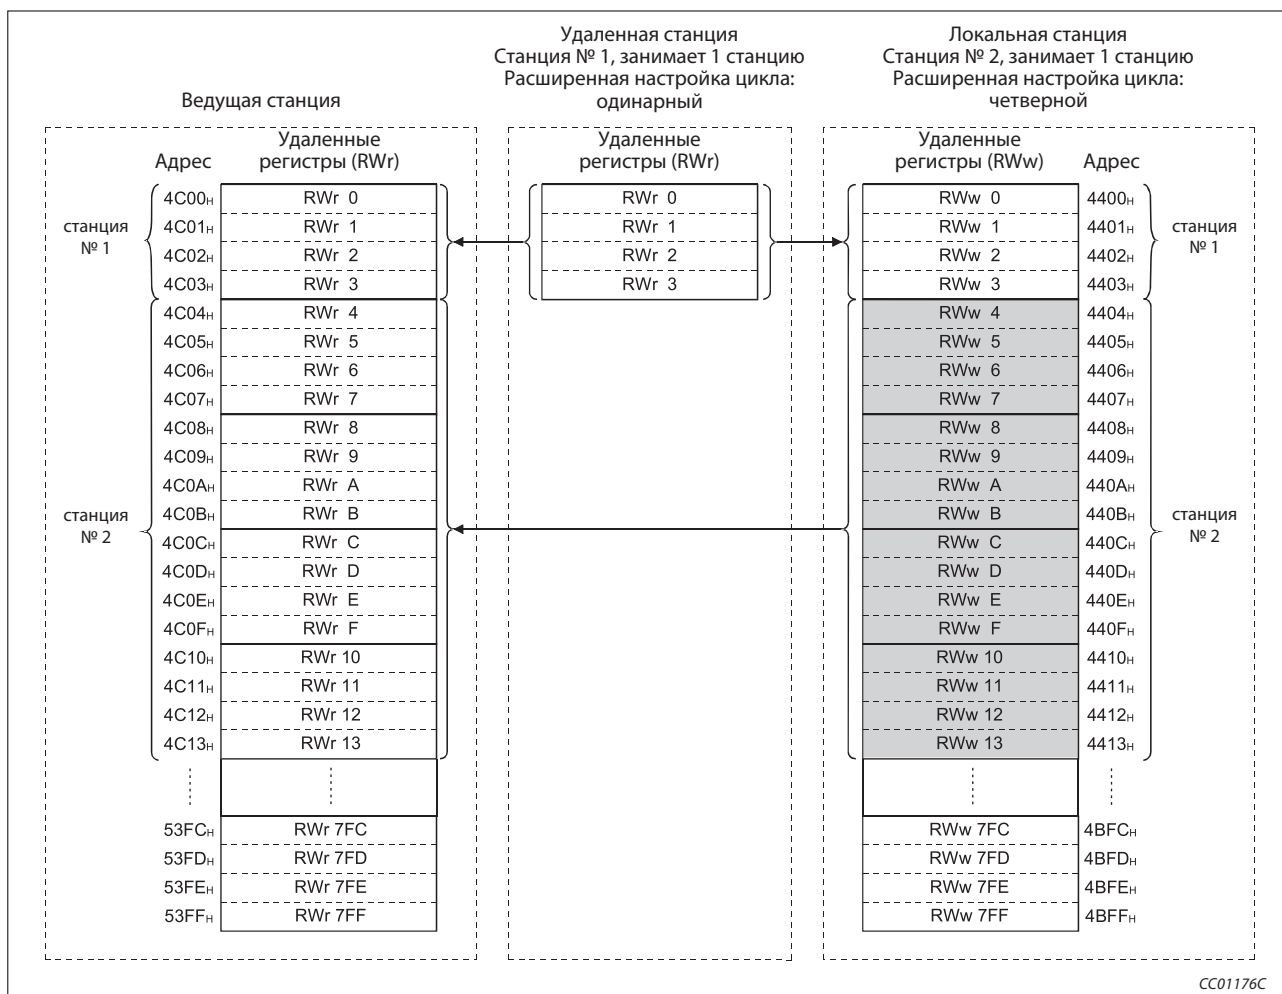 Удаленная станция
Станция № 1, занимает 1 станцию
Расширенная настройка цикла:
одинарный
Локальная станция
Станция № 2, занимает 1 станцию
Расширенная настройка цикла:
четверной
Ведущая станция
Адрес
Удаленные
регистры (RWr)
Удаленные
регистры (RWr)
Удаленные
регистры (RWw)
Адрес
4C00H RWr 0 RWr 0 RWw 0 4400H
4C01H RWr 1 RWr 1 RWw 1 4401H
4C02H RWr 2 RWr 2 RWw 2 4402H
4C03H RWr 3 RWr 3 RWw 3 4403H
станция
№ 1
станция
№ 1
4C04H RWr 4 RWw 4 4404H
4C05H RWr 5 RWw 5 4405H
4C06H RWr 6 RWw 6 4406H
4C07H RWr 7 RWw 7 4407H
4C08H RWr 8 RWw 8 4408H
4C09H RWr 9 RWw 9 4409H
4C0AH RWr A RWw A 440AH
4C0BH RWr B RWw B 440BH
станция
№ 2
станция
№ 2
4C0CH RWr C RWw C 440CH
4C0DH RWr D RWw D 440DH
4C0EH RWr E RWw E 440EH
4C0FH RWr F RWw F 440FH
4C10H RWr 10 RWw 10 4410H
4C11H RWr 11 RWw 11 4411H
4C12H RWr 12 RWw 12 4412H
4C13H RWr 13 RWw 13 4413H
53FCH RWr 7FC RWw 7FC 4BFCH
53FDH RWr 7FD RWw 7FD 4BFDH
53FEH RWr 7FE RWw 7FE 4BFEH
53FFH RWr 7FF RWw 7FF 4BFFH
CC01176C